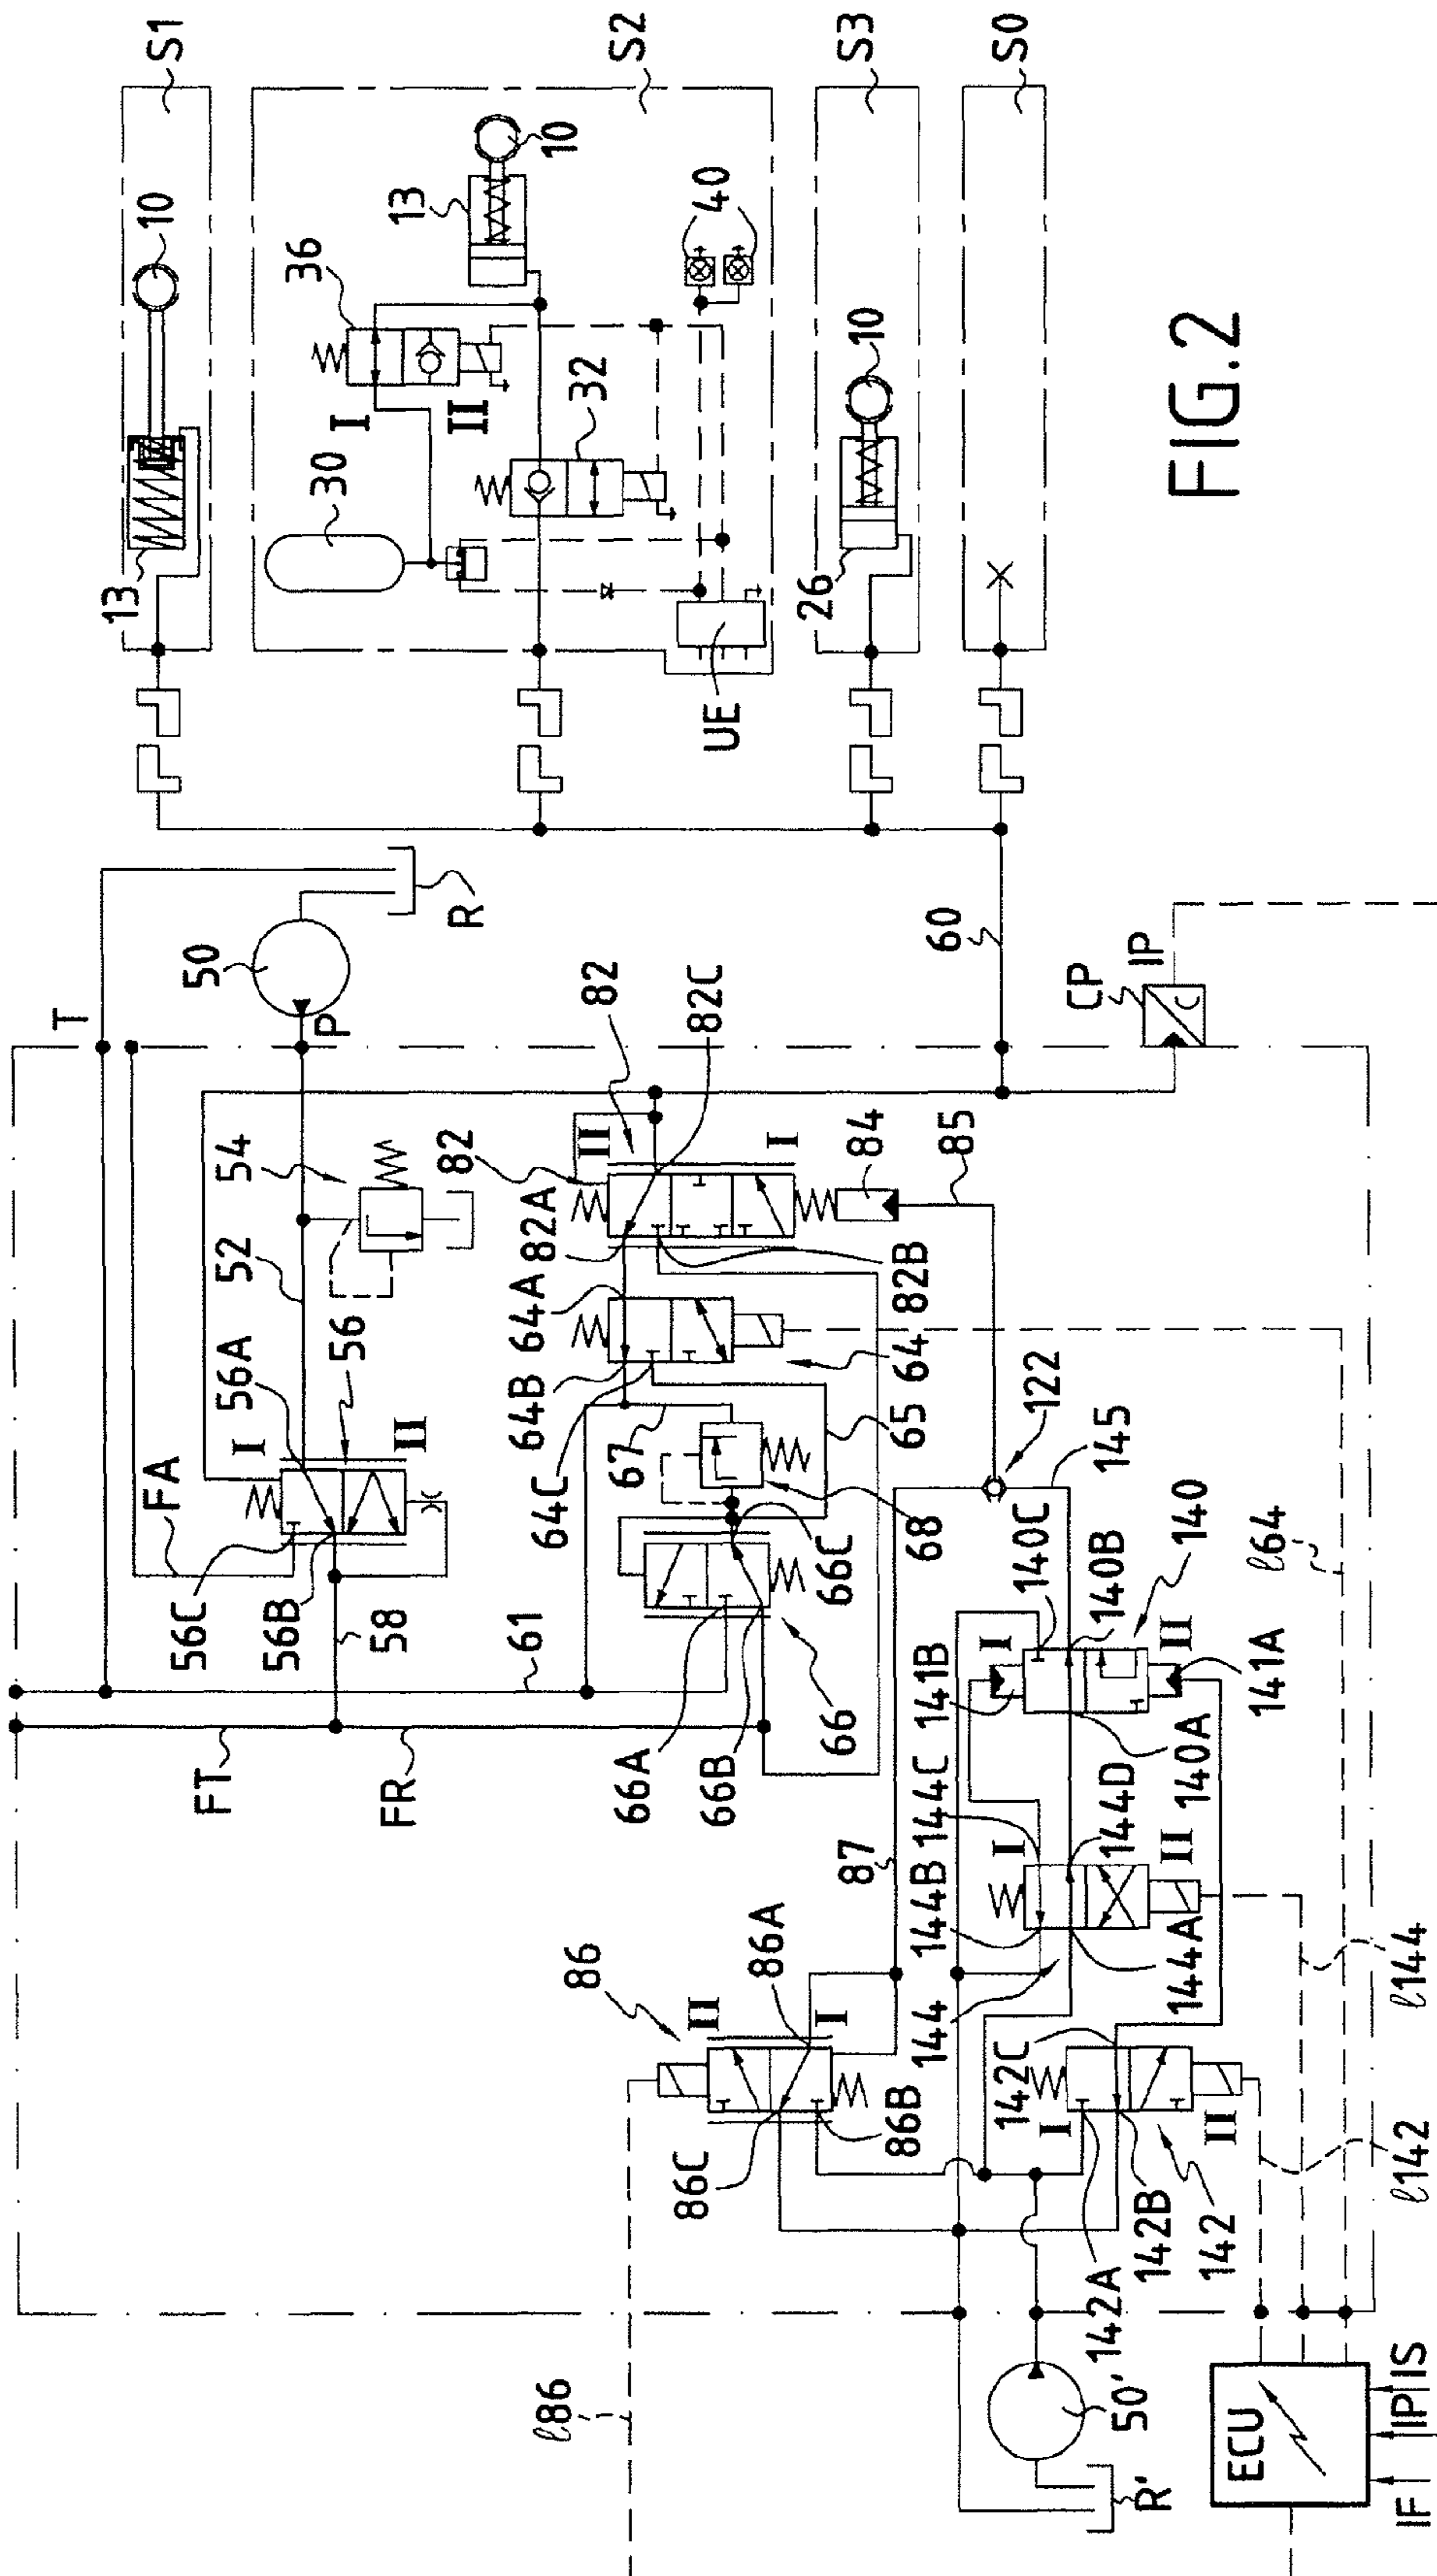 S1
S2
S3
S0
10
13
36
13
10
30
I
II
32
40
UE
26
10
FIG.2
T
50
P
R
60
CP
IP
54
52
82
82
82C
II
I
84
85
FA
I
56A
56
II
56C
56B
58
61
64A
82A
82B
64B
64
64C
67
65
68
66C
66A
66B
66
FT
FR
122
145
140C
140B
140
I
II
141B
141A
140A
ℓ64
87
144C
144D
144B
I
II
144A
144
86
II
86A
I
86C
86B
142C
I
II
142A
142B
142
ℓ144
ℓ142
ℓ86
50'
R'
ECU
IF
IP
IS